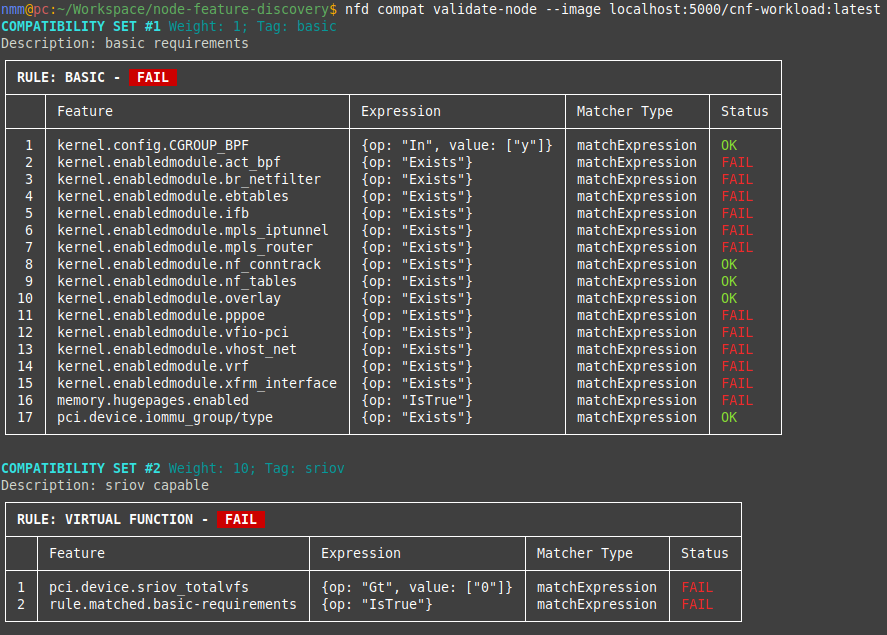 nmm@pc:~/Workspace/node-feature-discovery$ nfd compat validate-node --image localhost:5000/cnf-workload:latest
COMPATIBILITY SET #1 Weight: 1; Tag: basic
Description: basic requirements
RULE: BASIC - FAIL
Feature Expression Matcher Type Status
1 kernel.config.CGROUP_BPF {op: "In", value: ["y"]} matchExpression OK
2 kernel.enabledmodule.act_bpf {op: "Exists"} matchExpression FAIL
3 kernel.enabledmodule.br_netfilter {op: "Exists"} matchExpression FAIL
4 kernel.enabledmodule.ebtables {op: "Exists"} matchExpression FAIL
5 kernel.enabledmodule.ifb {op: "Exists"} matchExpression FAIL
6 kernel.enabledmodule.mpls_iptunnel {op: "Exists"} matchExpression FAIL
7 kernel.enabledmodule.mpls_router {op: "Exists"} matchExpression FAIL
8 kernel.enabledmodule.nf_conntrack {op: "Exists"} matchExpression OK
9 kernel.enabledmodule.nf_tables {op: "Exists"} matchExpression OK
10 kernel.enabledmodule.overlay {op: "Exists"} matchExpression OK
11 kernel.enabledmodule.pppoe {op: "Exists"} matchExpression FAIL
12 kernel.enabledmodule.vfio-pci {op: "Exists"} matchExpression FAIL
13 kernel.enabledmodule.vhost_net {op: "Exists"} matchExpression FAIL
14 kernel.enabledmodule.vrf {op: "Exists"} matchExpression FAIL
15 kernel.enabledmodule.xfrm_interface {op: "Exists"} matchExpression FAIL
16 memory.hugepages.enabled {op: "IsTrue"} matchExpression FAIL
17 pci.device.iommu_group/type {op: "Exists"} matchExpression OK
COMPATIBILITY SET #2 Weight: 10; Tag: sriov
Description: sriov capable
RULE: VIRTUAL FUNCTION - FAIL
Feature Expression Matcher Type Status
1 pci.device.sriov_totalvfs {op: "Gt", value: ["0"]} matchExpression FAIL
2 rule.matched.basic-requirements {op: "IsTrue"} matchExpression FAIL